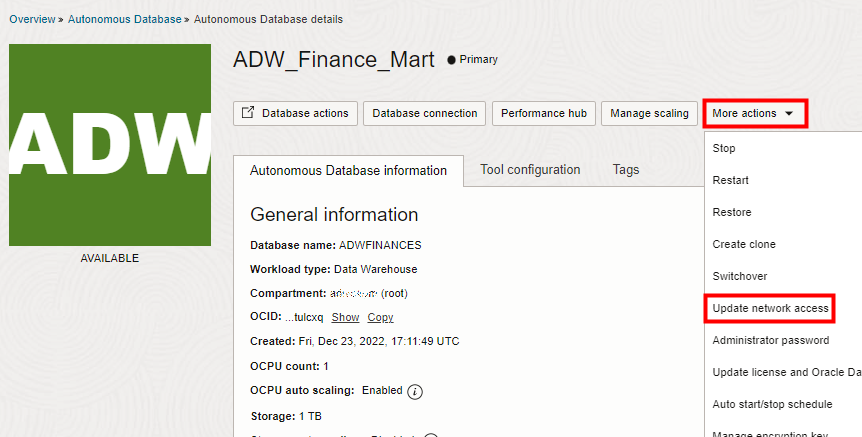 Overview » Autonomous Database » Autonomous Database details
ADW
AVAILABLE
ADW_Finance_Mart
Primary
Database actions
Database connection
Performance hub
Manage scaling
More actions
Stop
Restart
Restore
Create clone
Switchover
Update network access
Administrator password
Update license and Oracle Da
Auto start/stop schedule
Manage encryption key
Autonomous Database information
Tool configuration
Tags
General information
Database name: ADWFINANCES
Workload type: Data Warehouse
Compartment: (root)
OCID: ...tulcxq Show Copy
Created: Fri, Dec 23, 2022, 17:11:49 UTC
OCPU count: 1
OCPU auto scaling: Enabled
Storage: 1 TB